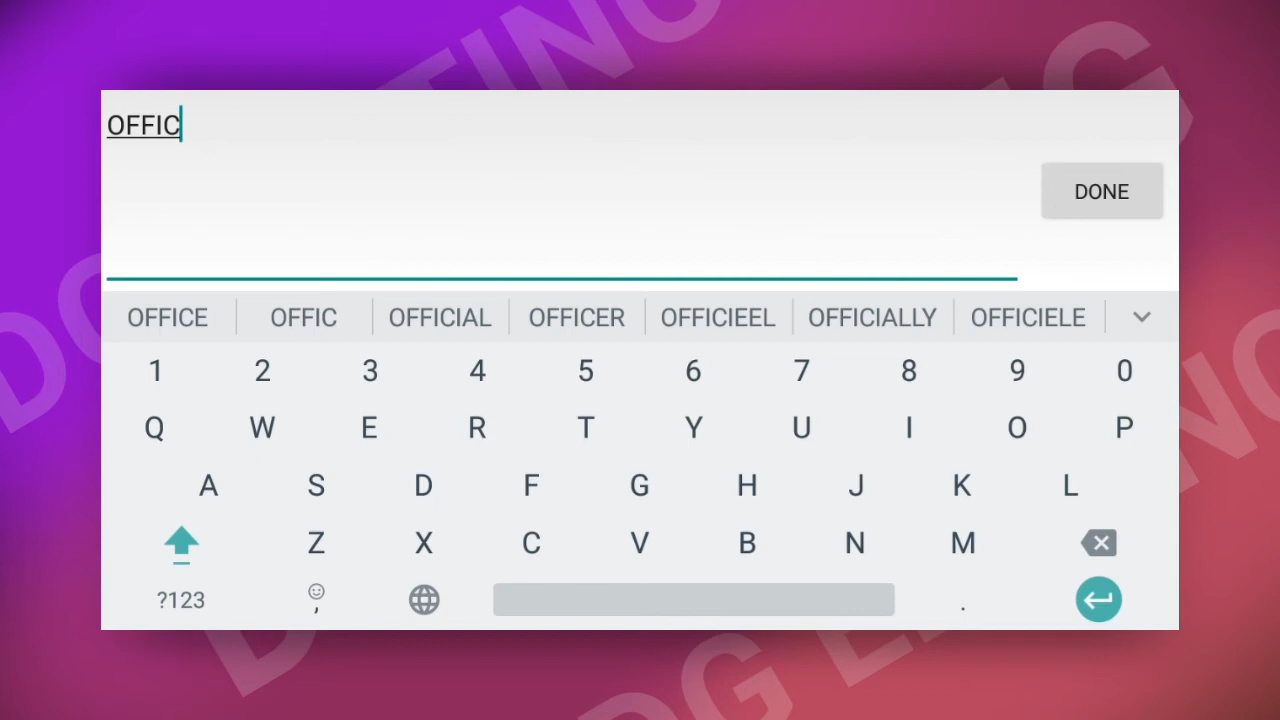 OFFIC
DONE
OFFICE OFFIC OFFICIAL OFFICER OFFICIEEL OFFICIALLY OFFICIELE
1 2 3 4 5 6 7 8 9 0
Q W E R T Y U I O P
A S D F G H J K L
Z X C V B N M
?123 , .